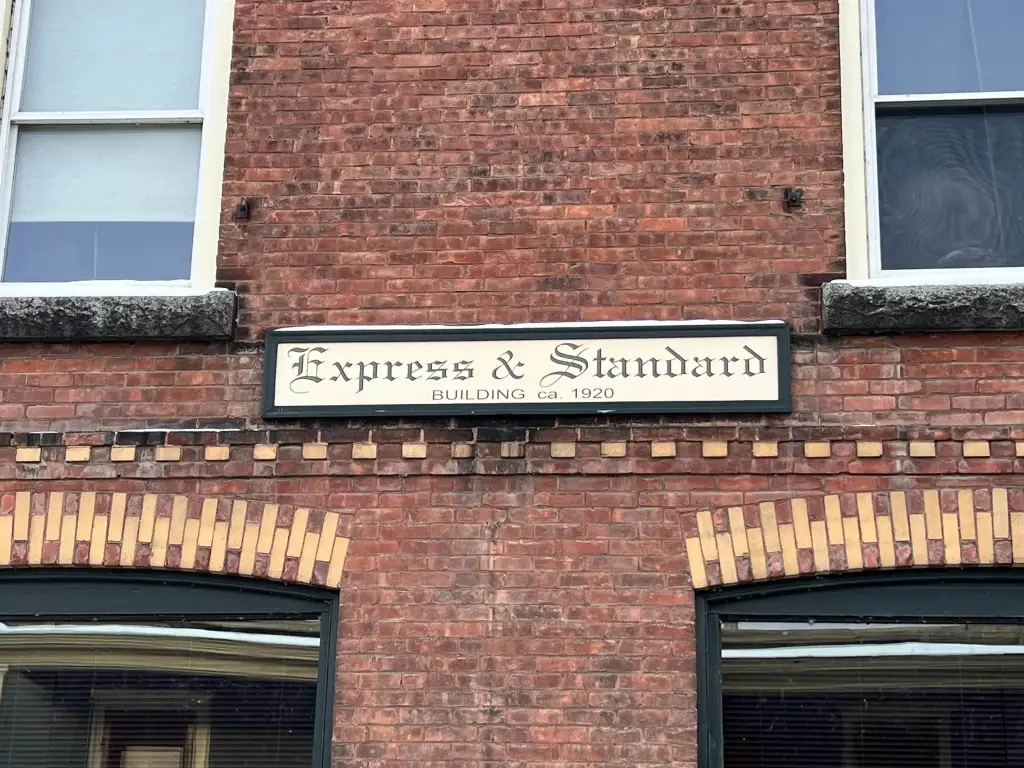 Express & Standard
BUILDING ca. 1920